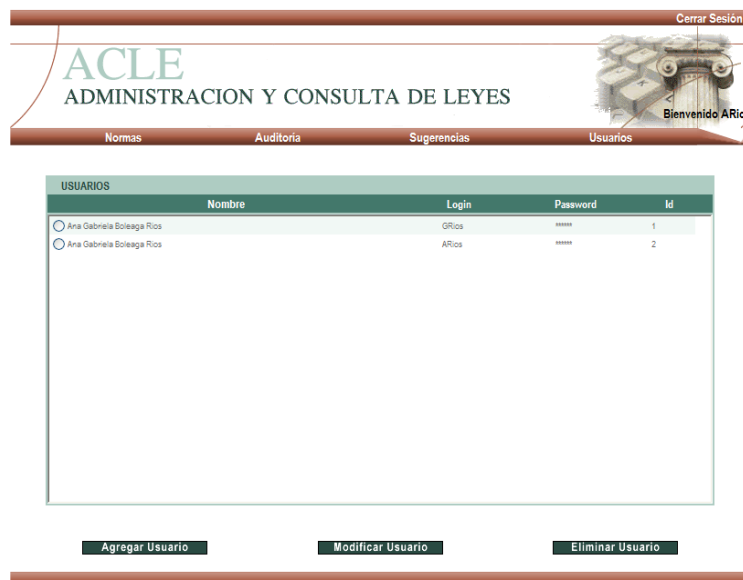 Cerrar Sesión
ACLE
ADMINISTRACION Y CONSULTA DE LEYES
Bienvenido ARio
Normas Auditoria Sugerencias Usuarios
USUARIOS
Nombre Login Password Id
Ana Gabriela Boleaga Rios GRios ****** 1
Ana Gabriela Boleaga Rios ARios ****** 2
Agregar Usuario Modificar Usuario Eliminar Usuario